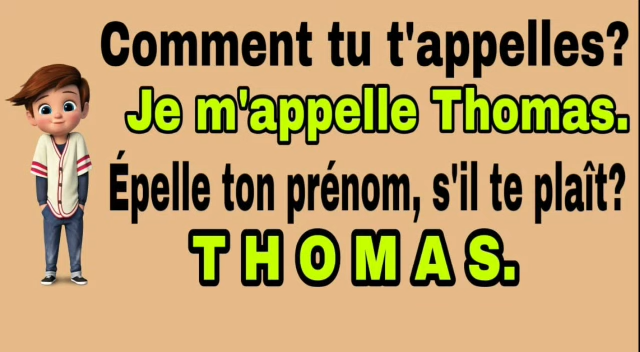 Comment tu t'appelles?
Je m'appelle Thomas.
Épelle ton prénom, s'il te plaît?
T H O M A S.